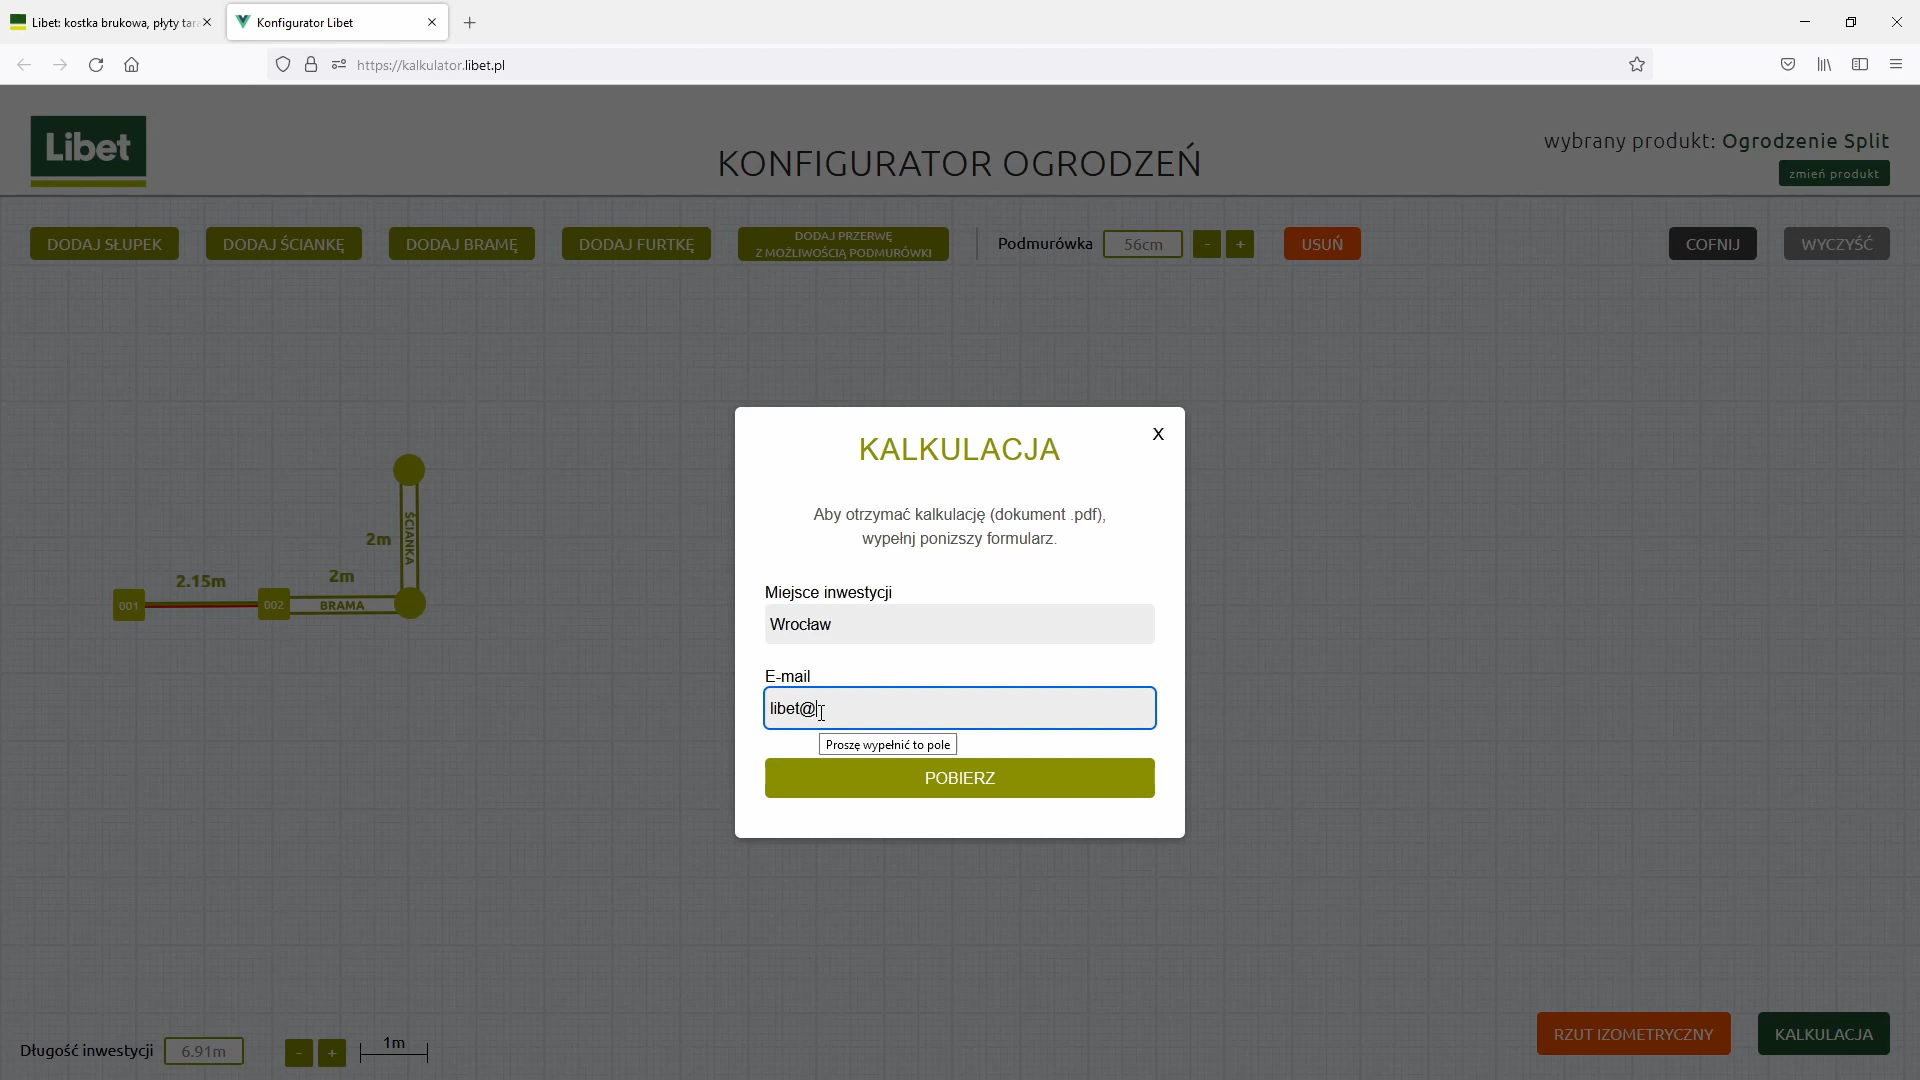 Libet: kostka brukowa, płyty tara
Konfigurator Libet
https://kalkulator.libet.pl
Libet
KONFIGURATOR OGRODZEŃ
wybrany produkt: Ogrodzenie Split
zmień produkt
DODAJ SŁUPEK
DODAJ ŚCIANKĘ
DODAJ BRAMĘ
DODAJ FURTKĘ
DODAJ PRZERWĘ
Z MOŻLIWOŚCIĄ PODMURÓWKI
Podmurówka
56cm
-
+
USUŃ
COFNIJ
WYCZYŚĆ
X
KALKULACJA
Aby otrzymać kalkulację (dokument .pdf),
wypełnj ponizszy formularz.
Miejsce inwestycji
Wrocław
E-mail
libet@
Proszę wypełnić to pole
POBIERZ
ŚCIANKA
2m
2.15m
2m
001
002
BRAMA
Długość inwestycji
6.91m
-
+
1m
RZUT IZOMETRYCZNY
KALKULACJA